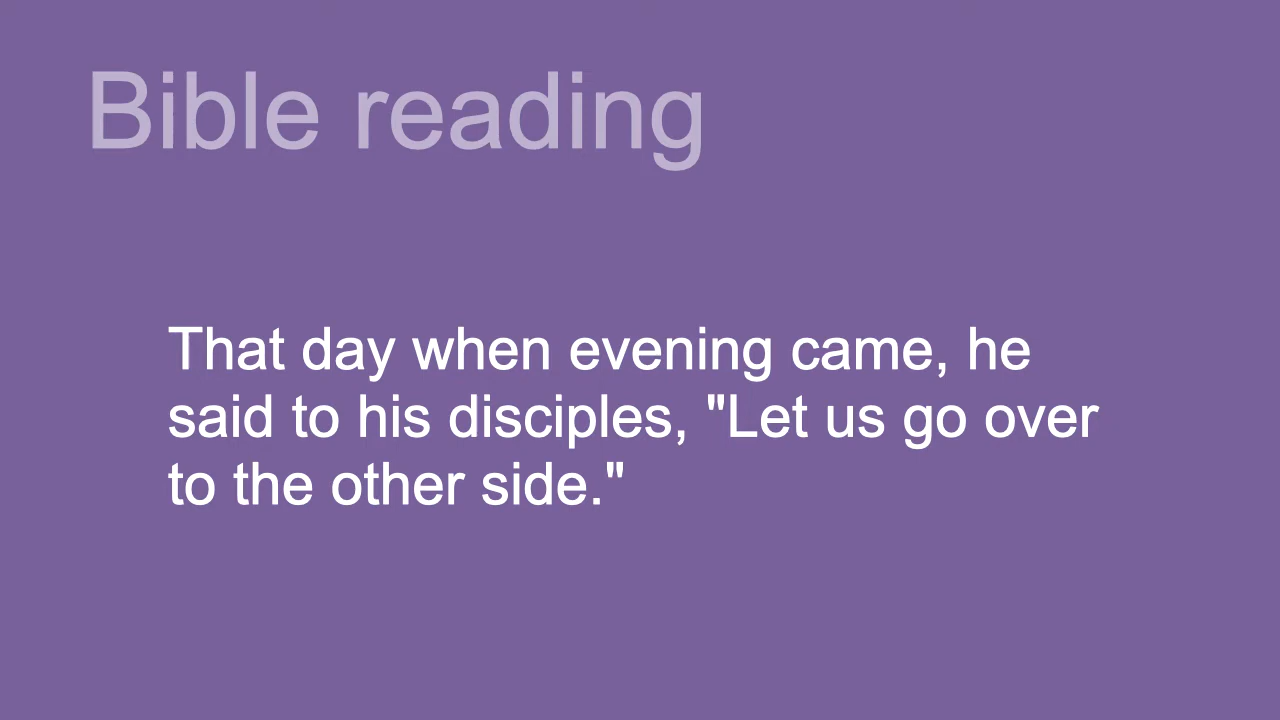 Bible reading
That day when evening came, he
said to his disciples, "Let us go over
to the other side."